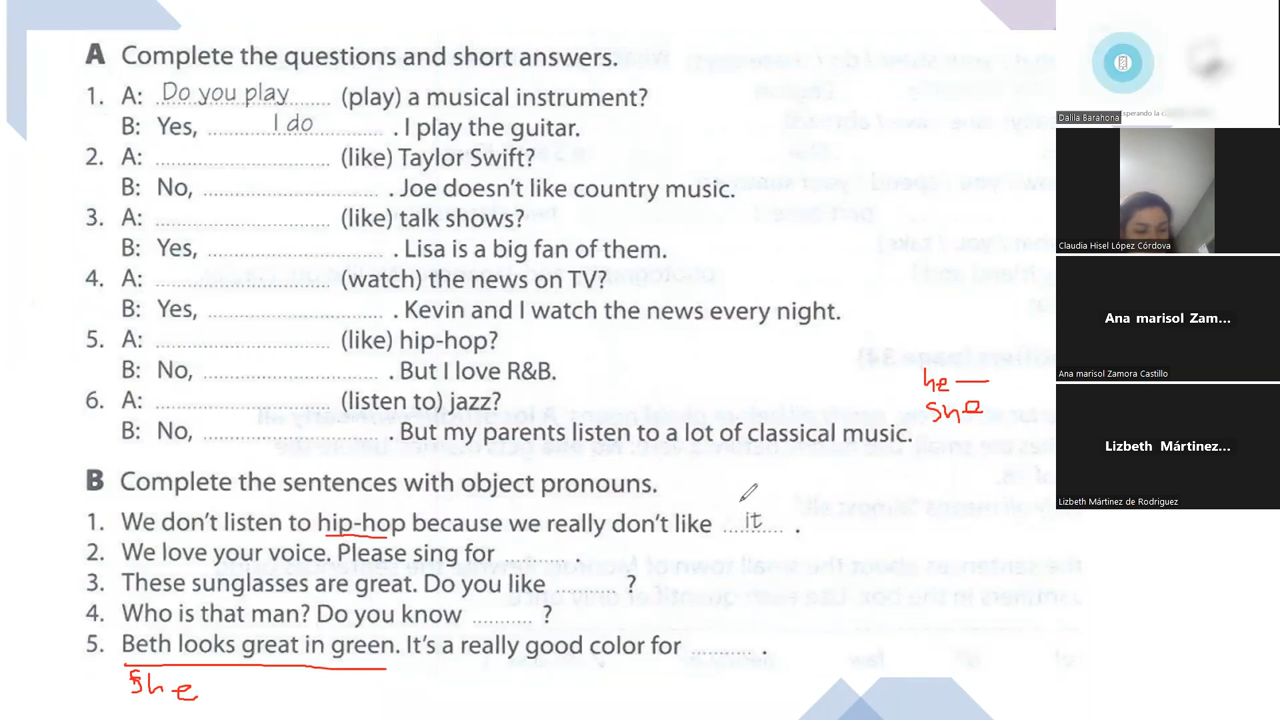 A Complete the questions and short answers.
1. A: Do you play (play) a musical instrument?
B: Yes, I do . I play the guitar.
2. A: (like) Taylor Swift?
B: No, . Joe doesn't like country music.
3. A: (like) talk shows?
B: Yes, . Lisa is a big fan of them.
4. A: (watch) the news on TV?
B: Yes, . Kevin and I watch the news every night.
5. A: (like) hip-hop?
B: No, . But I love R&B.
6. A: (listen to) jazz?
B: No, . But my parents listen to a lot of classical music.
he
she
B Complete the sentences with object pronouns.
1. We don't listen to hip-hop because we really don't like it .
2. We love your voice. Please sing for .
3. These sunglasses are great. Do you like ?
4. Who is that man? Do you know ?
5. Beth looks great in green. It's a really good color for .
She
Dalila Barahona
Claudia Hisel López Córdova
Ana marisol Zam...
Ana marisol Zamora Castillo
Lizbeth Mártinez...
Lizbeth Mártinez de Rodriguez